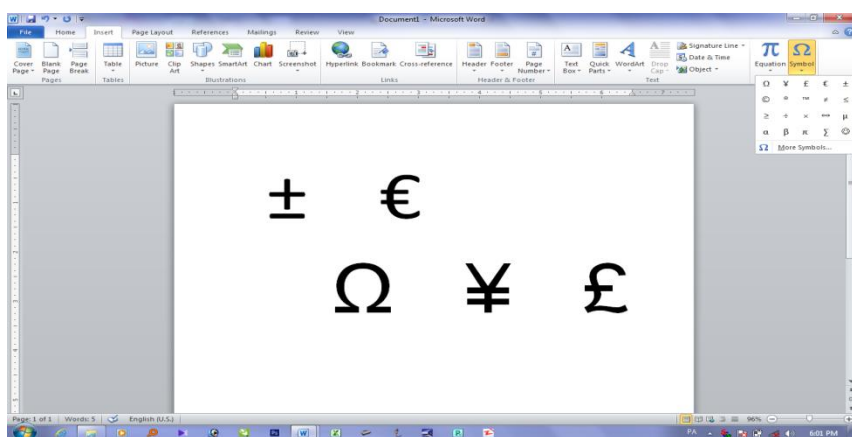 Document1 - Microsoft Word
File Home Insert Page Layout References Mailings Review View
Cover Page Blank Page Page Break Table Picture Clip Art Shapes SmartArt Chart Screenshot Hyperlink Bookmark Cross-reference Header Footer Page Number Text Box Quick Parts WordArt Drop Cap Signature Line Date & Time Object Equation Symbol
Pages Tables Illustrations Links Header & Footer Text
Ω ¥ £ € ±
© ™ ≠ ≤
≥ ÷ × ∞ µ
α β π Σ ☺
Ω More Symbols...
± €
Ω ¥ £
Page: 1 of 1 Words: 5 English (U.S.) 96%
FA 6:01 PM